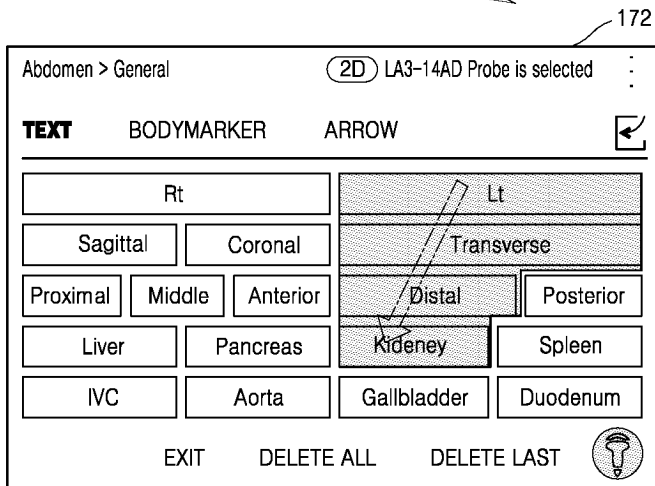 172
Abdomen > General 2D LA3-14AD Probe is selected
TEXT BODYMARKER ARROW
Rt Lt
Sagittal Coronal Transverse
Proximal Middle Anterior Distal Posterior
Liver Pancreas Kideney Spleen
IVC Aorta Gallbladder Duodenum
EXIT DELETE ALL DELETE LAST